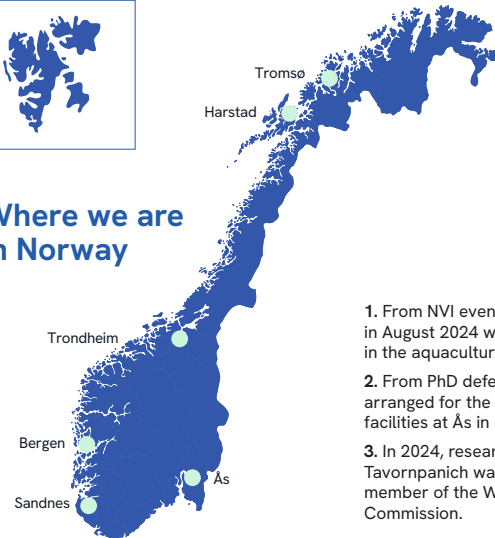 Where we are
in Norway
Tromsø
Harstad
Trondheim
Bergen
Ås
Sandnes
1. From NVI even
in August 2024 w
in the aquacultur
2. From PhD defe
arranged for the
facilities at Ås in
3. In 2024, resear
Tavornpanich wa
member of the W
Commission.